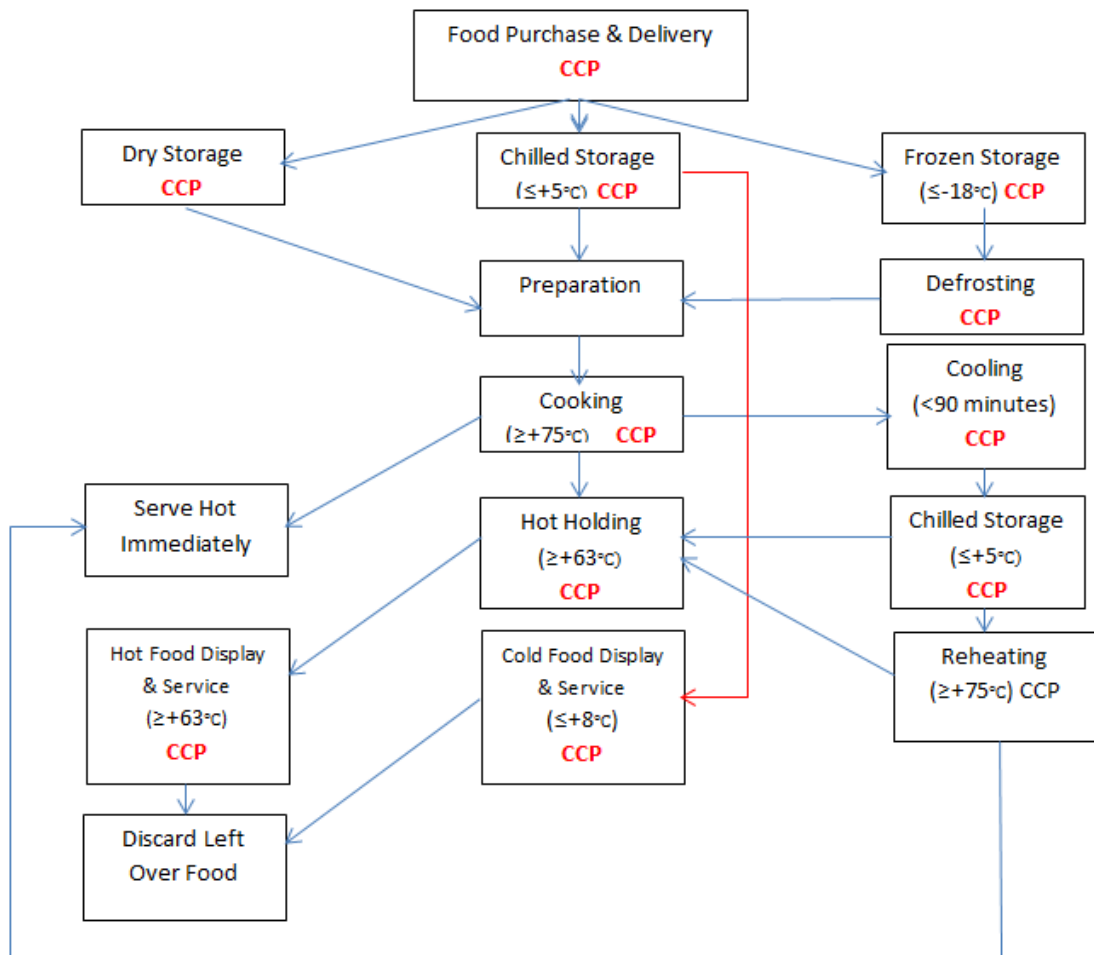 Food Purchase & Delivery
CCP
Dry Storage
CCP
Chilled Storage
(≤+5°C) CCP
Frozen Storage
(≤-18°C) CCP
Preparation
Defrosting
CCP
Cooking
(≥+75°C) CCP
Cooling
(<90 minutes)
CCP
Serve Hot
Immediately
Hot Holding
(≥+63°C)
CCP
Chilled Storage
(≤+5°C)
CCP
Hot Food Display
& Service
(≥+63°C)
CCP
Cold Food Display
& Service
(≤+8°C)
CCP
Reheating
(≥+75°C) CCP
Discard Left
Over Food